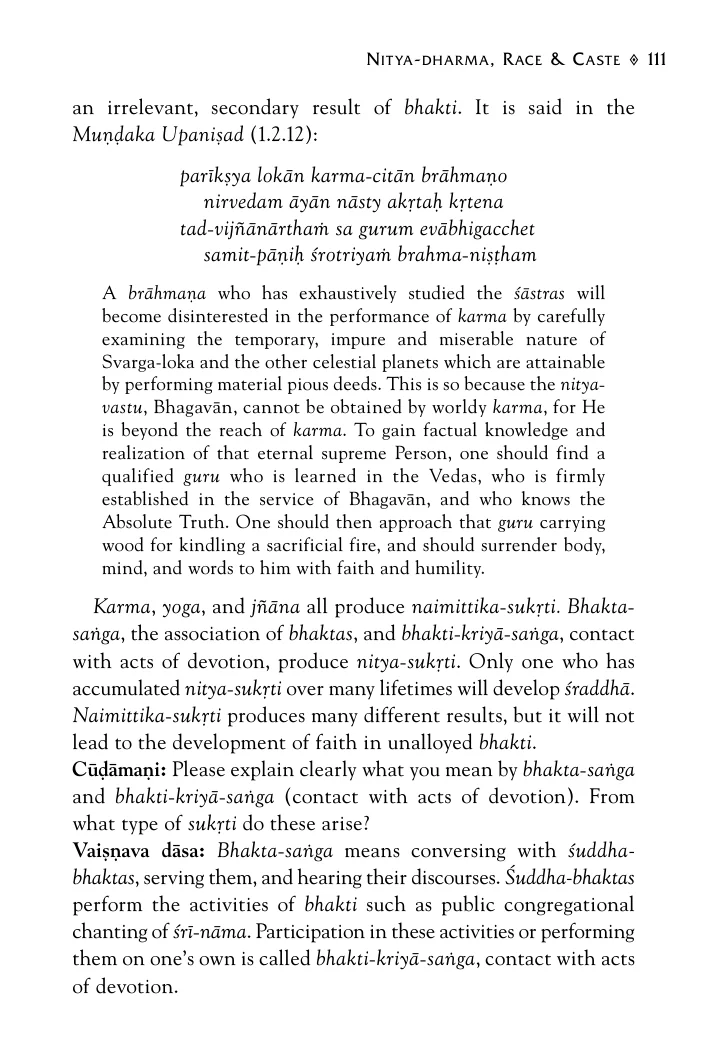 NITYA-DHARMA, RACE & CASTE ◈ 111
an irrelevant, secondary result of bhakti. It is said in the
Muṇḍaka Upaniṣad (1.2.12):
parīkṣya lokān karma-citān brāhmaṇo
nirvedam āyān nāsty akṛtaḥ kṛtena
tad-vijñānārthaṁ sa gurum evābhigacchet
samit-pāṇiḥ śrotriyaṁ brahma-niṣṭham
A brāhmaṇa who has exhaustively studied the śāstras will
become disinterested in the performance of karma by carefully
examining the temporary, impure and miserable nature of
Svarga-loka and the other celestial planets which are attainable
by performing material pious deeds. This is so because the nitya-
vastu, Bhagavān, cannot be obtained by worldy karma, for He
is beyond the reach of karma. To gain factual knowledge and
realization of that eternal supreme Person, one should find a
qualified guru who is learned in the Vedas, who is firmly
established in the service of Bhagavān, and who knows the
Absolute Truth. One should then approach that guru carrying
wood for kindling a sacrificial fire, and should surrender body,
mind, and words to him with faith and humility.
Karma, yoga, and jñāna all produce naimittika-sukṛti. Bhakta-
saṅga, the association of bhaktas, and bhakti-kriyā-saṅga, contact
with acts of devotion, produce nitya-sukṛti. Only one who has
accumulated nitya-sukṛti over many lifetimes will develop śraddhā.
Naimittika-sukṛti produces many different results, but it will not
lead to the development of faith in unalloyed bhakti.
Cūḍāmaṇi: Please explain clearly what you mean by bhakta-saṅga
and bhakti-kriyā-saṅga (contact with acts of devotion). From
what type of sukṛti do these arise?
Vaiṣṇava dāsa: Bhakta-saṅga means conversing with śuddha-
bhaktas, serving them, and hearing their discourses. Śuddha-bhaktas
perform the activities of bhakti such as public congregational
chanting of śrī-nāma. Participation in these activities or performing
them on one's own is called bhakti-kriyā-saṅga, contact with acts
of devotion.